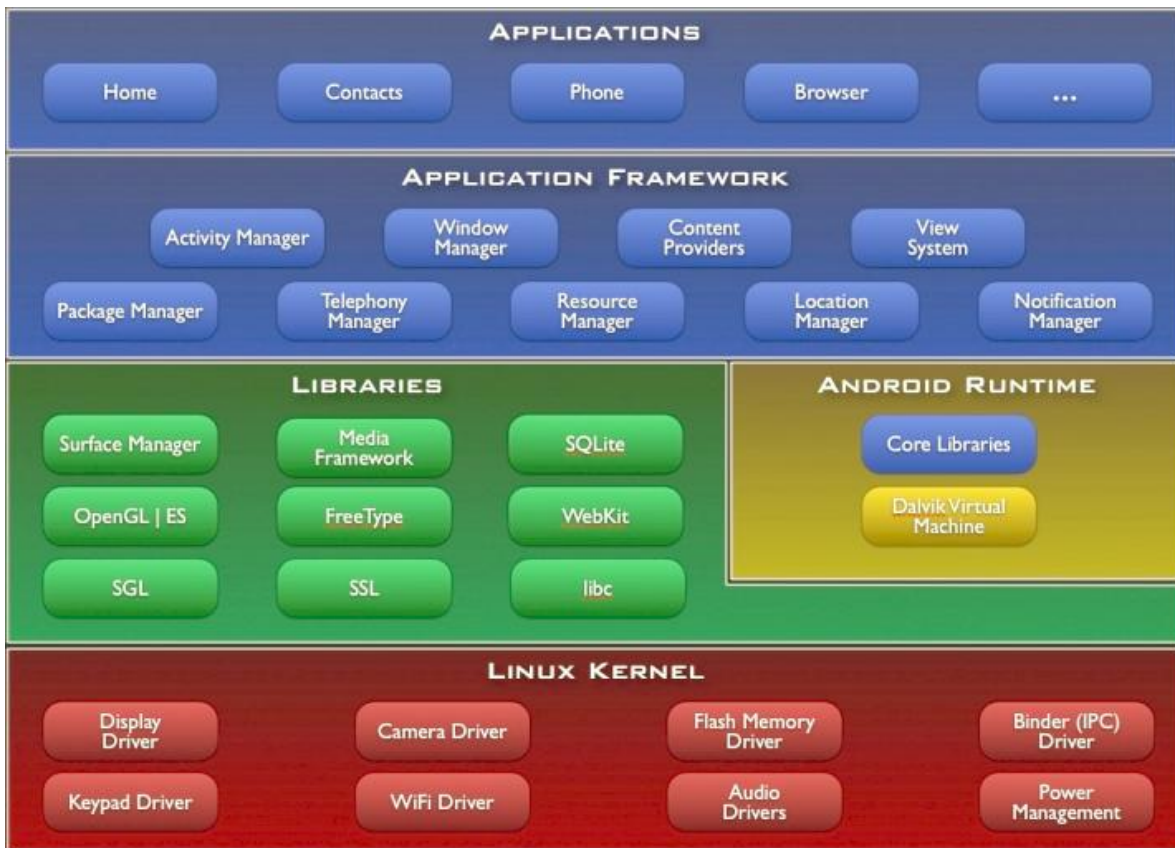 APPLICATIONS
Home
Contacts
Phone
Browser
...
APPLICATION FRAMEWORK
Activity Manager
Window
Manager
Content
Providers
View
System
Package Manager
Telephony
Manager
Resource
Manager
Location
Manager
Notification
Manager
LIBRARIES
Surface Manager
Media
Framework
SQLite
OpenGL | ES
FreeType
WebKit
SGL
SSL
libc
ANDROID RUNTIME
Core Libraries
Dalvik Virtual
Machine
LINUX KERNEL
Display
Driver
Camera Driver
Flash Memory
Driver
Binder (IPC)
Driver
Keypad Driver
WiFi Driver
Audio
Drivers
Power
Management